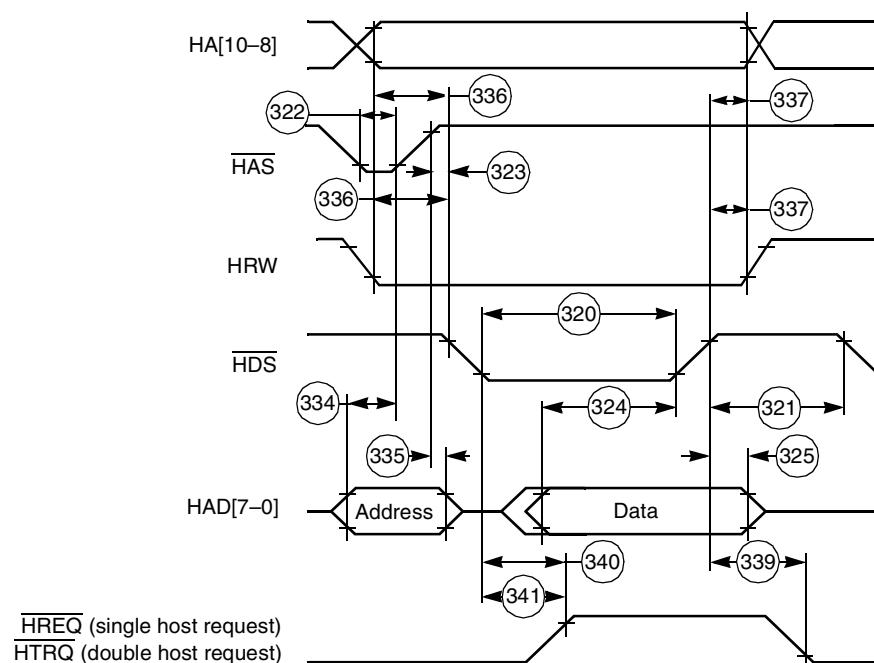 HA[10–8]
336
322
337
HAS
323
336
337
HRW
320
HDS
334
324
321
335
325
HAD[7–0]
Address
Data
340
339
341
HREQ (single host request)
HTRQ (double host request)